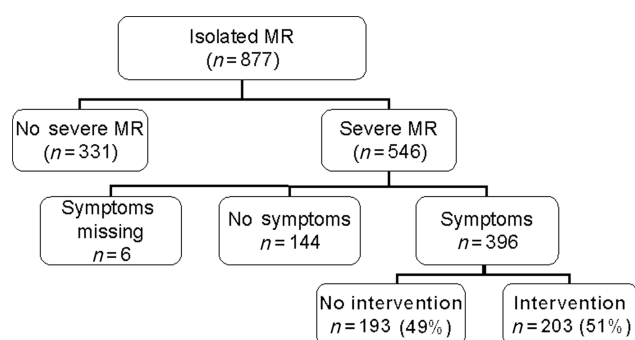 Isolated MR
(n=877)
No severe MR
(n=331)
Severe MR
(n=546)
Symptoms
missing
n=6
No symptoms
n=144
Symptoms
n=396
No intervention
n=193 (49%)
Intervention
n=203 (51%)